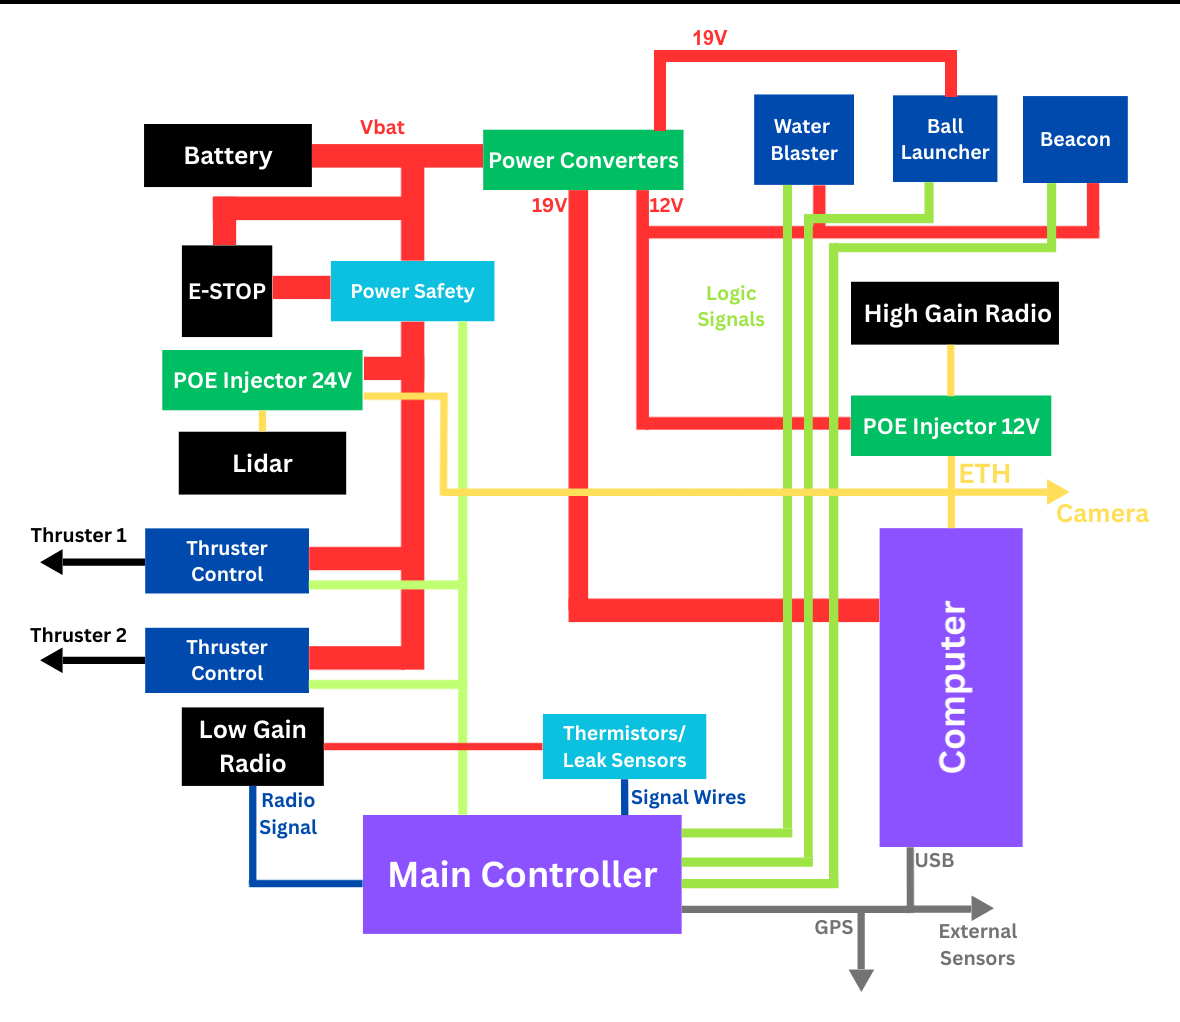 19V
Vbat
Battery
Power Converters
Water
Blaster
Ball
Launcher
Beacon
19V
12V
E-STOP
Power Safety
Logic
Signals
High Gain Radio
POE Injector 24V
POE Injector 12V
Lidar
ETH
Camera
Thruster 1
Thruster
Control
Thruster 2
Thruster
Control
Computer
Low Gain
Radio
Thermistors/
Leak Sensors
Radio
Signal
Signal Wires
Main Controller
USB
GPS
External
Sensors